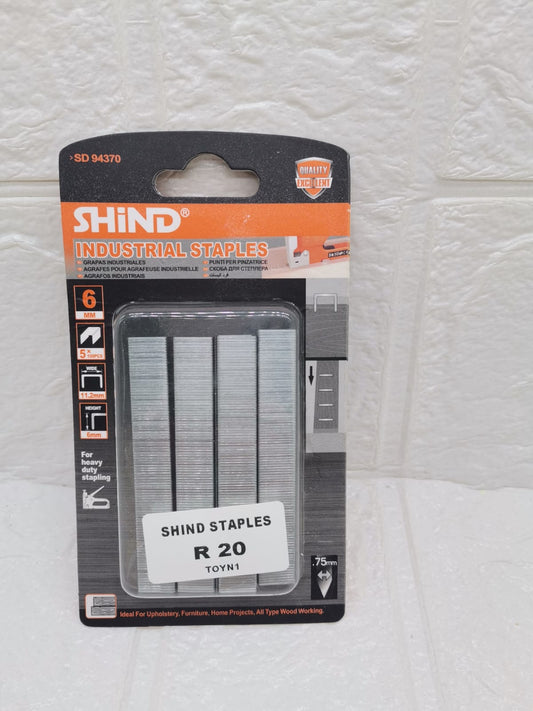 ›SD 94370
QUALITY
EXCELLENT
SHiND®
INDUSTRIAL STAPLES
GRAPAS INDUSTRIALES
AGRAFES POUR AGRAFEUSE INDUSTRIELLE
AGRAFOS INDUSTRIAIS
PUNTI PER PINZATRICE
СКОБА ДЛЯ СТЕПЛЕРА
6
MM
5 × 100PCS
WIDE
11.2mm
HEIGHT
6mm
For
heavy
duty
stapling
SHIND STAPLES
R 20
TOYN1
.75mm
Ideal For Upholstery, Furniture, Home Projects, All Type Wood Working.